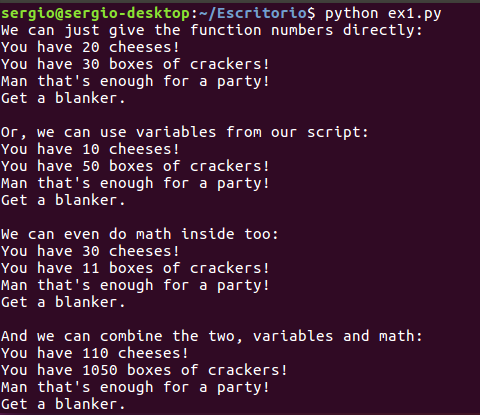 sergio@sergio-desktop:~/Escritorio$ python ex1.py
We can just give the function numbers directly:
You have 20 cheeses!
You have 30 boxes of crackers!
Man that's enough for a party!
Get a blanker.

Or, we can use variables from our script:
You have 10 cheeses!
You have 50 boxes of crackers!
Man that's enough for a party!
Get a blanker.

We can even do math inside too:
You have 30 cheeses!
You have 11 boxes of crackers!
Man that's enough for a party!
Get a blanker.

And we can combine the two, variables and math:
You have 110 cheeses!
You have 1050 boxes of crackers!
Man that's enough for a party!
Get a blanker.